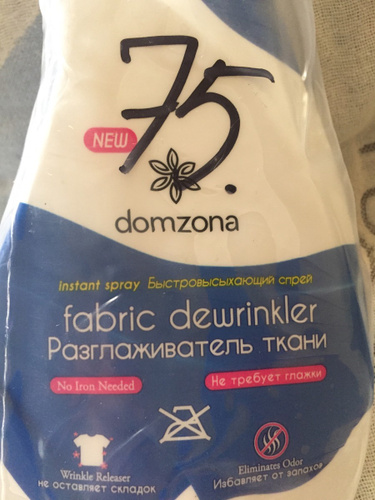 75.
NEW
domzona
Instant spray Быстровысыхающий спрей
fabric dewrinkler
Разглаживатель ткани
No Iron Needed
Не требует глажки
Wrinkle Releaser
не оставляет складок
Eliminates Odor
Избавляет от запахов